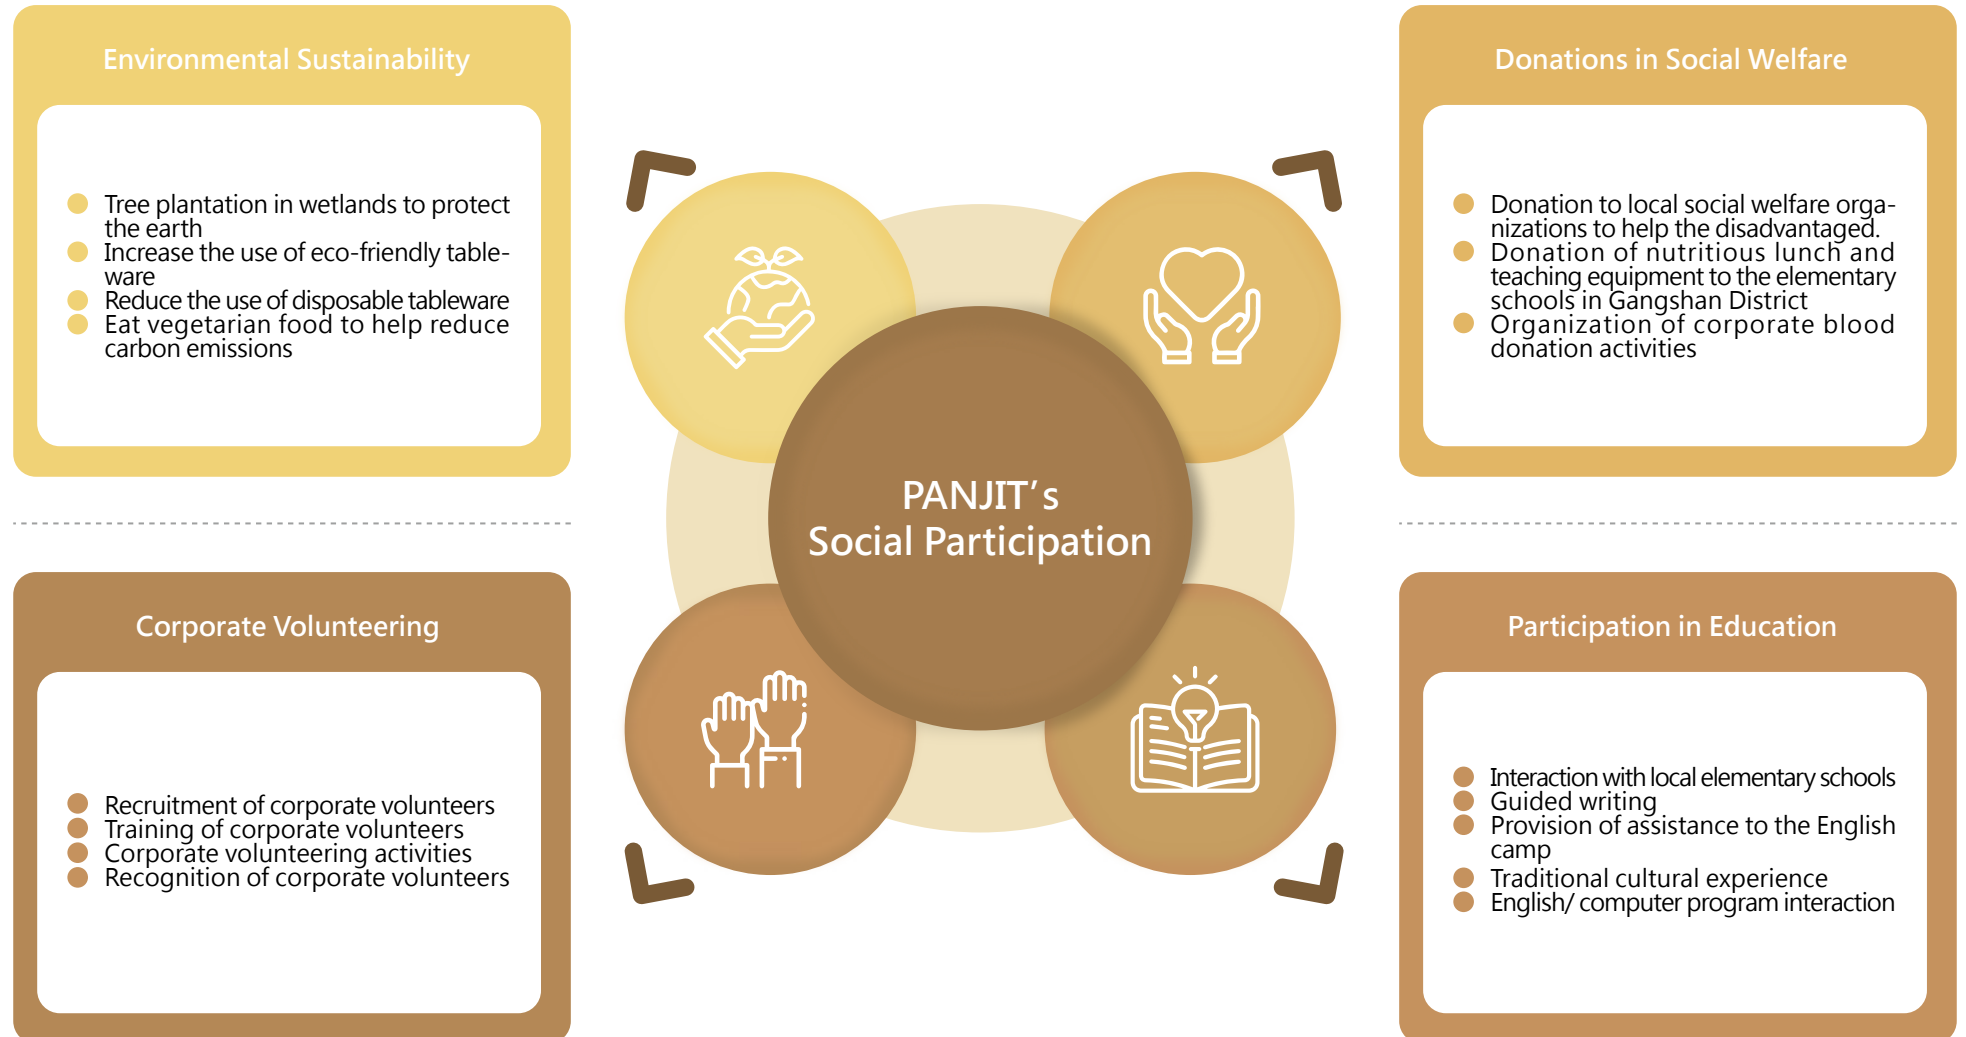 Environmental Sustainability
Tree plantation in wetlands to protect
the earth
Increase the use of eco-friendly table-
ware
Reduce the use of disposable tableware
Eat vegetarian food to help reduce
carbon emissions
Donations in Social Welfare
Donation to local social welfare orga-
nizations to help the disadvantaged.
Donation of nutritious lunch and
teaching equipment to the elementary
schools in Gangshan District
Organization of corporate blood
donation activities
PANJIT’s
Social Participation
Corporate Volunteering
Recruitment of corporate volunteers
Training of corporate volunteers
Corporate volunteering activities
Recognition of corporate volunteers
Participation in Education
Interaction with local elementary schools
Guided writing
Provision of assistance to the English
camp
Traditional cultural experience
English/ computer program interaction